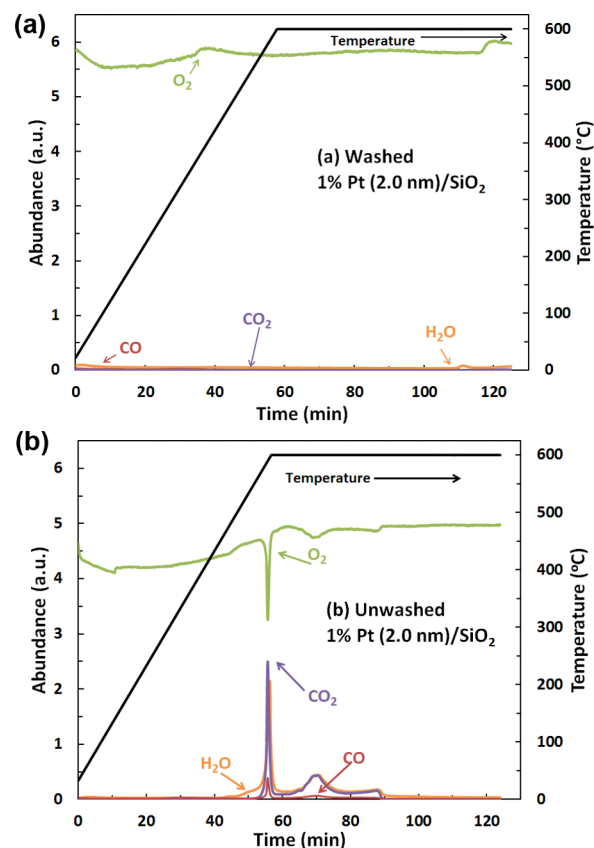 (a)
Abundance (a.u.)
6
5
4
3
2
1
0
Temperature
O₂
(a) Washed
1% Pt (2.0 nm)/SiO₂
CO
CO₂
H₂O
600
500
400
300
200
100
0
Temperature (°C)
0 20 40 60 80 100 120
Time (min)
(b)
Abundance (a.u.)
6
5
4
3
2
1
0
Temperature
O₂
(b) Unwashed
1% Pt (2.0 nm)/SiO₂
CO₂
H₂O
CO
600
500
400
300
200
100
0
Temperature (ºC)
0 20 40 60 80 100 120
Time (min)